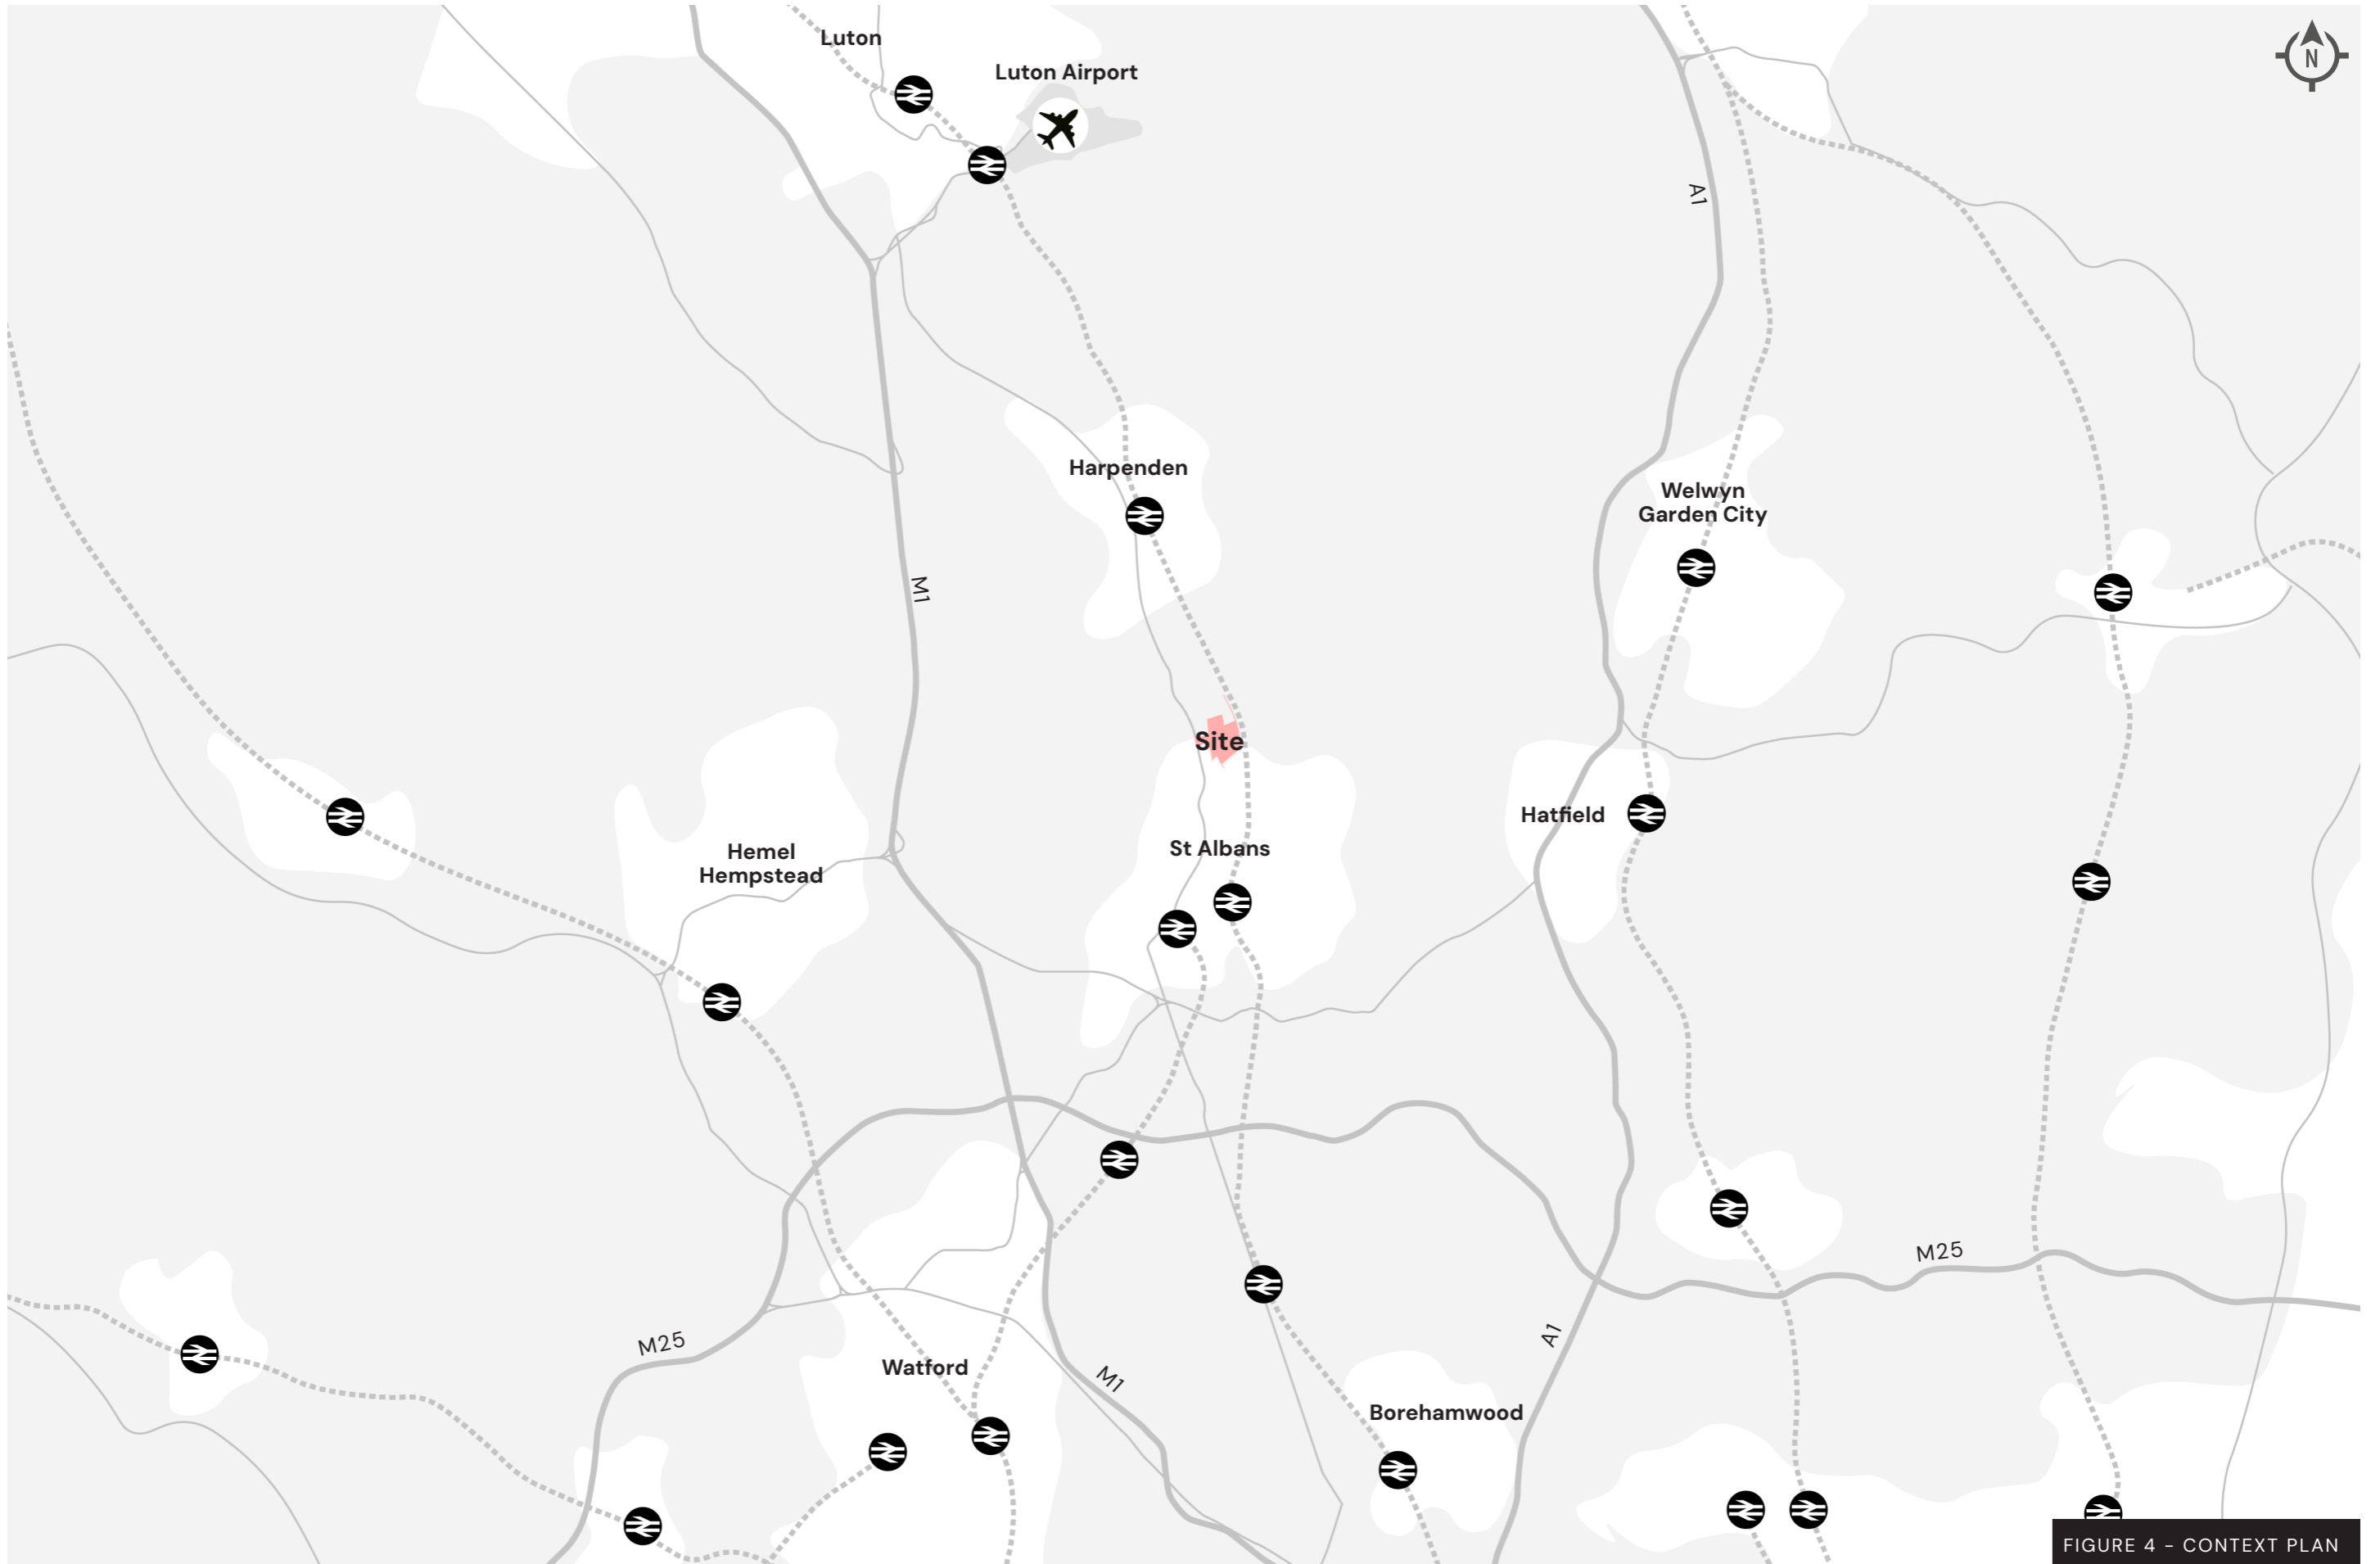 Luton
Luton Airport
N
A1
Harpenden
Welwyn
Garden City
M1
Site
Hatfield
St Albans
Hemel
Hempstead
M25
M25
A1
Watford
M1
Borehamwood
FIGURE 4 - CONTEXT PLAN